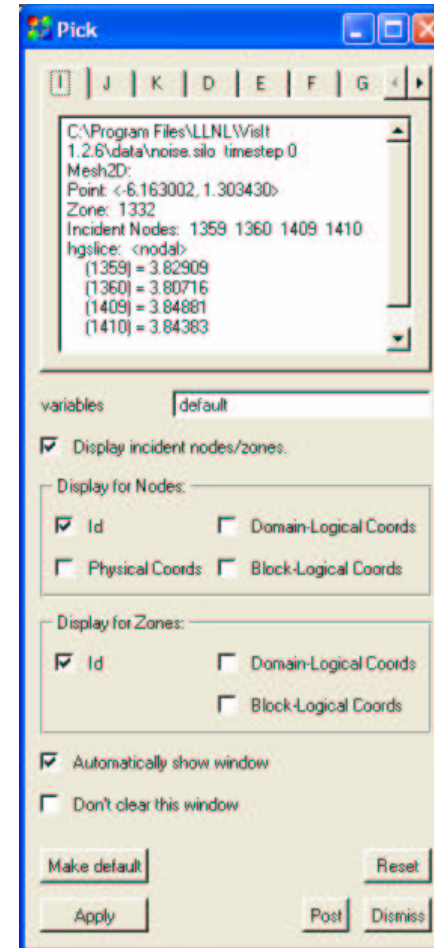 Pick
I J K D E F G
C:\Program Files\LLNL\VisIt
1.2.6\data\noise.silo timestep 0
Mesh2D:
Point: <-6.163002, 1.303430>
Zone: 1332
Incident Nodes: 1359 1360 1409 1410
hgslice: <nodal>
(1359) = 3.82909
(1360) = 3.80716
(1409) = 3.84881
(1410) = 3.84383
variables default
Display incident nodes/zones.
Display for Nodes:
Id Domain-Logical Coords
Physical Coords Block-Logical Coords
Display for Zones:
Id Domain-Logical Coords
Block-Logical Coords
Automatically show window
Don't clear this window
Make default Reset
Apply Post Dismiss